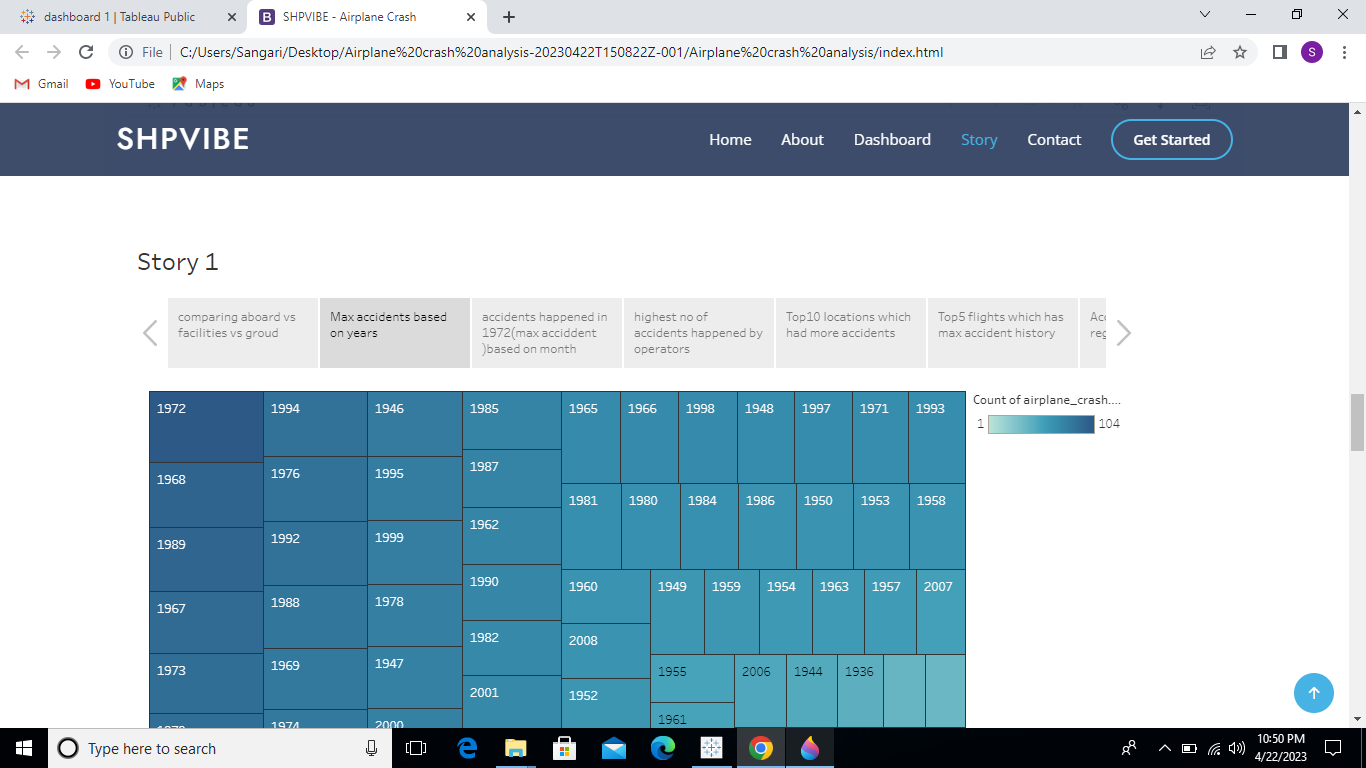 dashboard 1 | Tableau Public
SHPVIBE - Airplane Crash
File
C:/Users/Sangari/Desktop/Airplane%20crash%20analysis-20230422T150822Z-001/Airplane%20crash%20analysis/index.html
S
Gmail
YouTube
Maps
SHPVIBE
Home
About
Dashboard
Story
Contact
Get Started
Story 1
comparing aboard vs
facilities vs groud
Max accidents based
on years
accidents happened in
1972(max acciddent
)based on month
highest no of
accidents happened by
operators
Top10 locations which
had more accidents
Top5 flights which has
max accident history
Count of airplane_crash....
1
104
1972
1968
1989
1967
1973
1994
1976
1992
1988
1969
1974
1946
1995
1999
1978
1947
2000
1985
1987
1962
1990
1982
2001
1965
1966
1998
1948
1997
1971
1993
1981
1980
1984
1986
1950
1953
1958
1960
2008
1952
1949
1959
1954
1963
1957
2007
1955
1961
2006
1944
1936
Type here to search
10:50 PM
4/22/2023